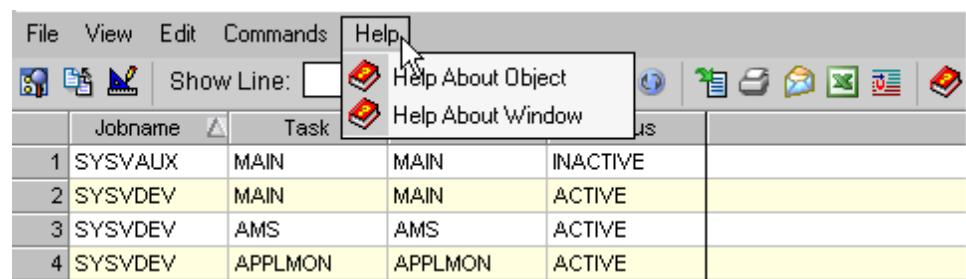 File View Edit Commands Help
Show Line:
Help About Object
Help About Window
Jobname Task us
1 SYSVAUX MAIN MAIN INACTIVE
2 SYSVDEV MAIN MAIN ACTIVE
3 SYSVDEV AMS AMS ACTIVE
4 SYSVDEV APPLMON APPLMON ACTIVE